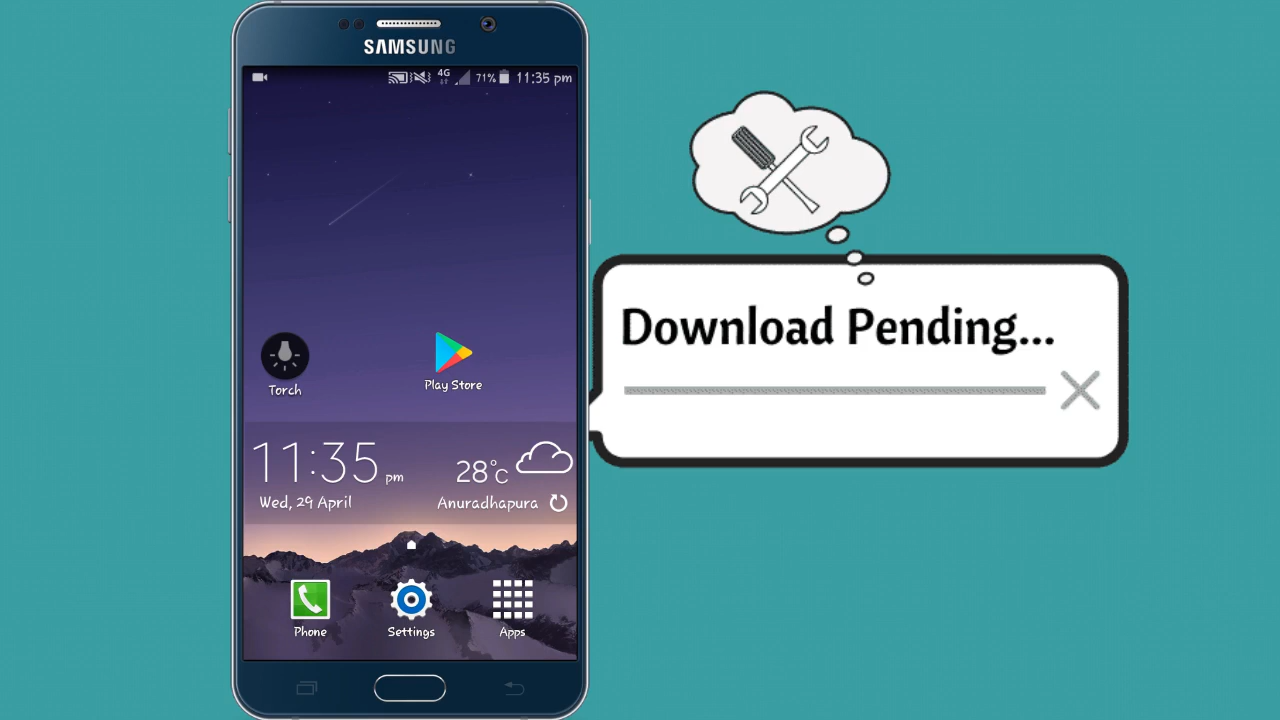 SAMSUNG
4G 71% 11:35 pm
Torch
Play Store
11:35 pm
28°C
Wed, 29 April
Anuradhapura
Phone
Settings
Apps
Download Pending...